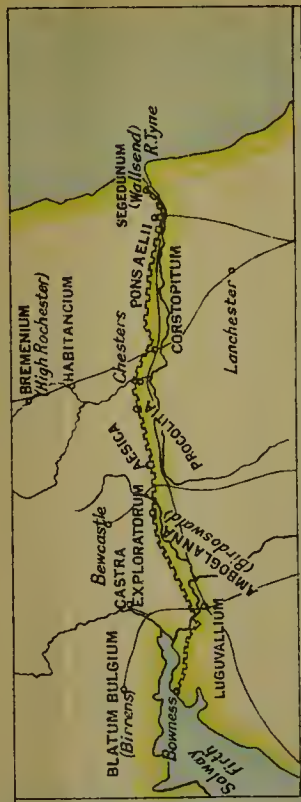 BREMENIUM
(High Rochester)
HABITANCIUM
SEGEDUNUM
(Wallsend)
R. Tyne
PONS AELII
Chesters
CORSTOPITUM
Lanchester
AESICA
PROCOLITIA
Bewcastle
CASTRA
EXPLORATORUM
AMBOGLANNA
(Birdoswald)
BLATUM BULGIUM
(Birrens)
Bowness
LUGUVALLIUM
Solway
Firth